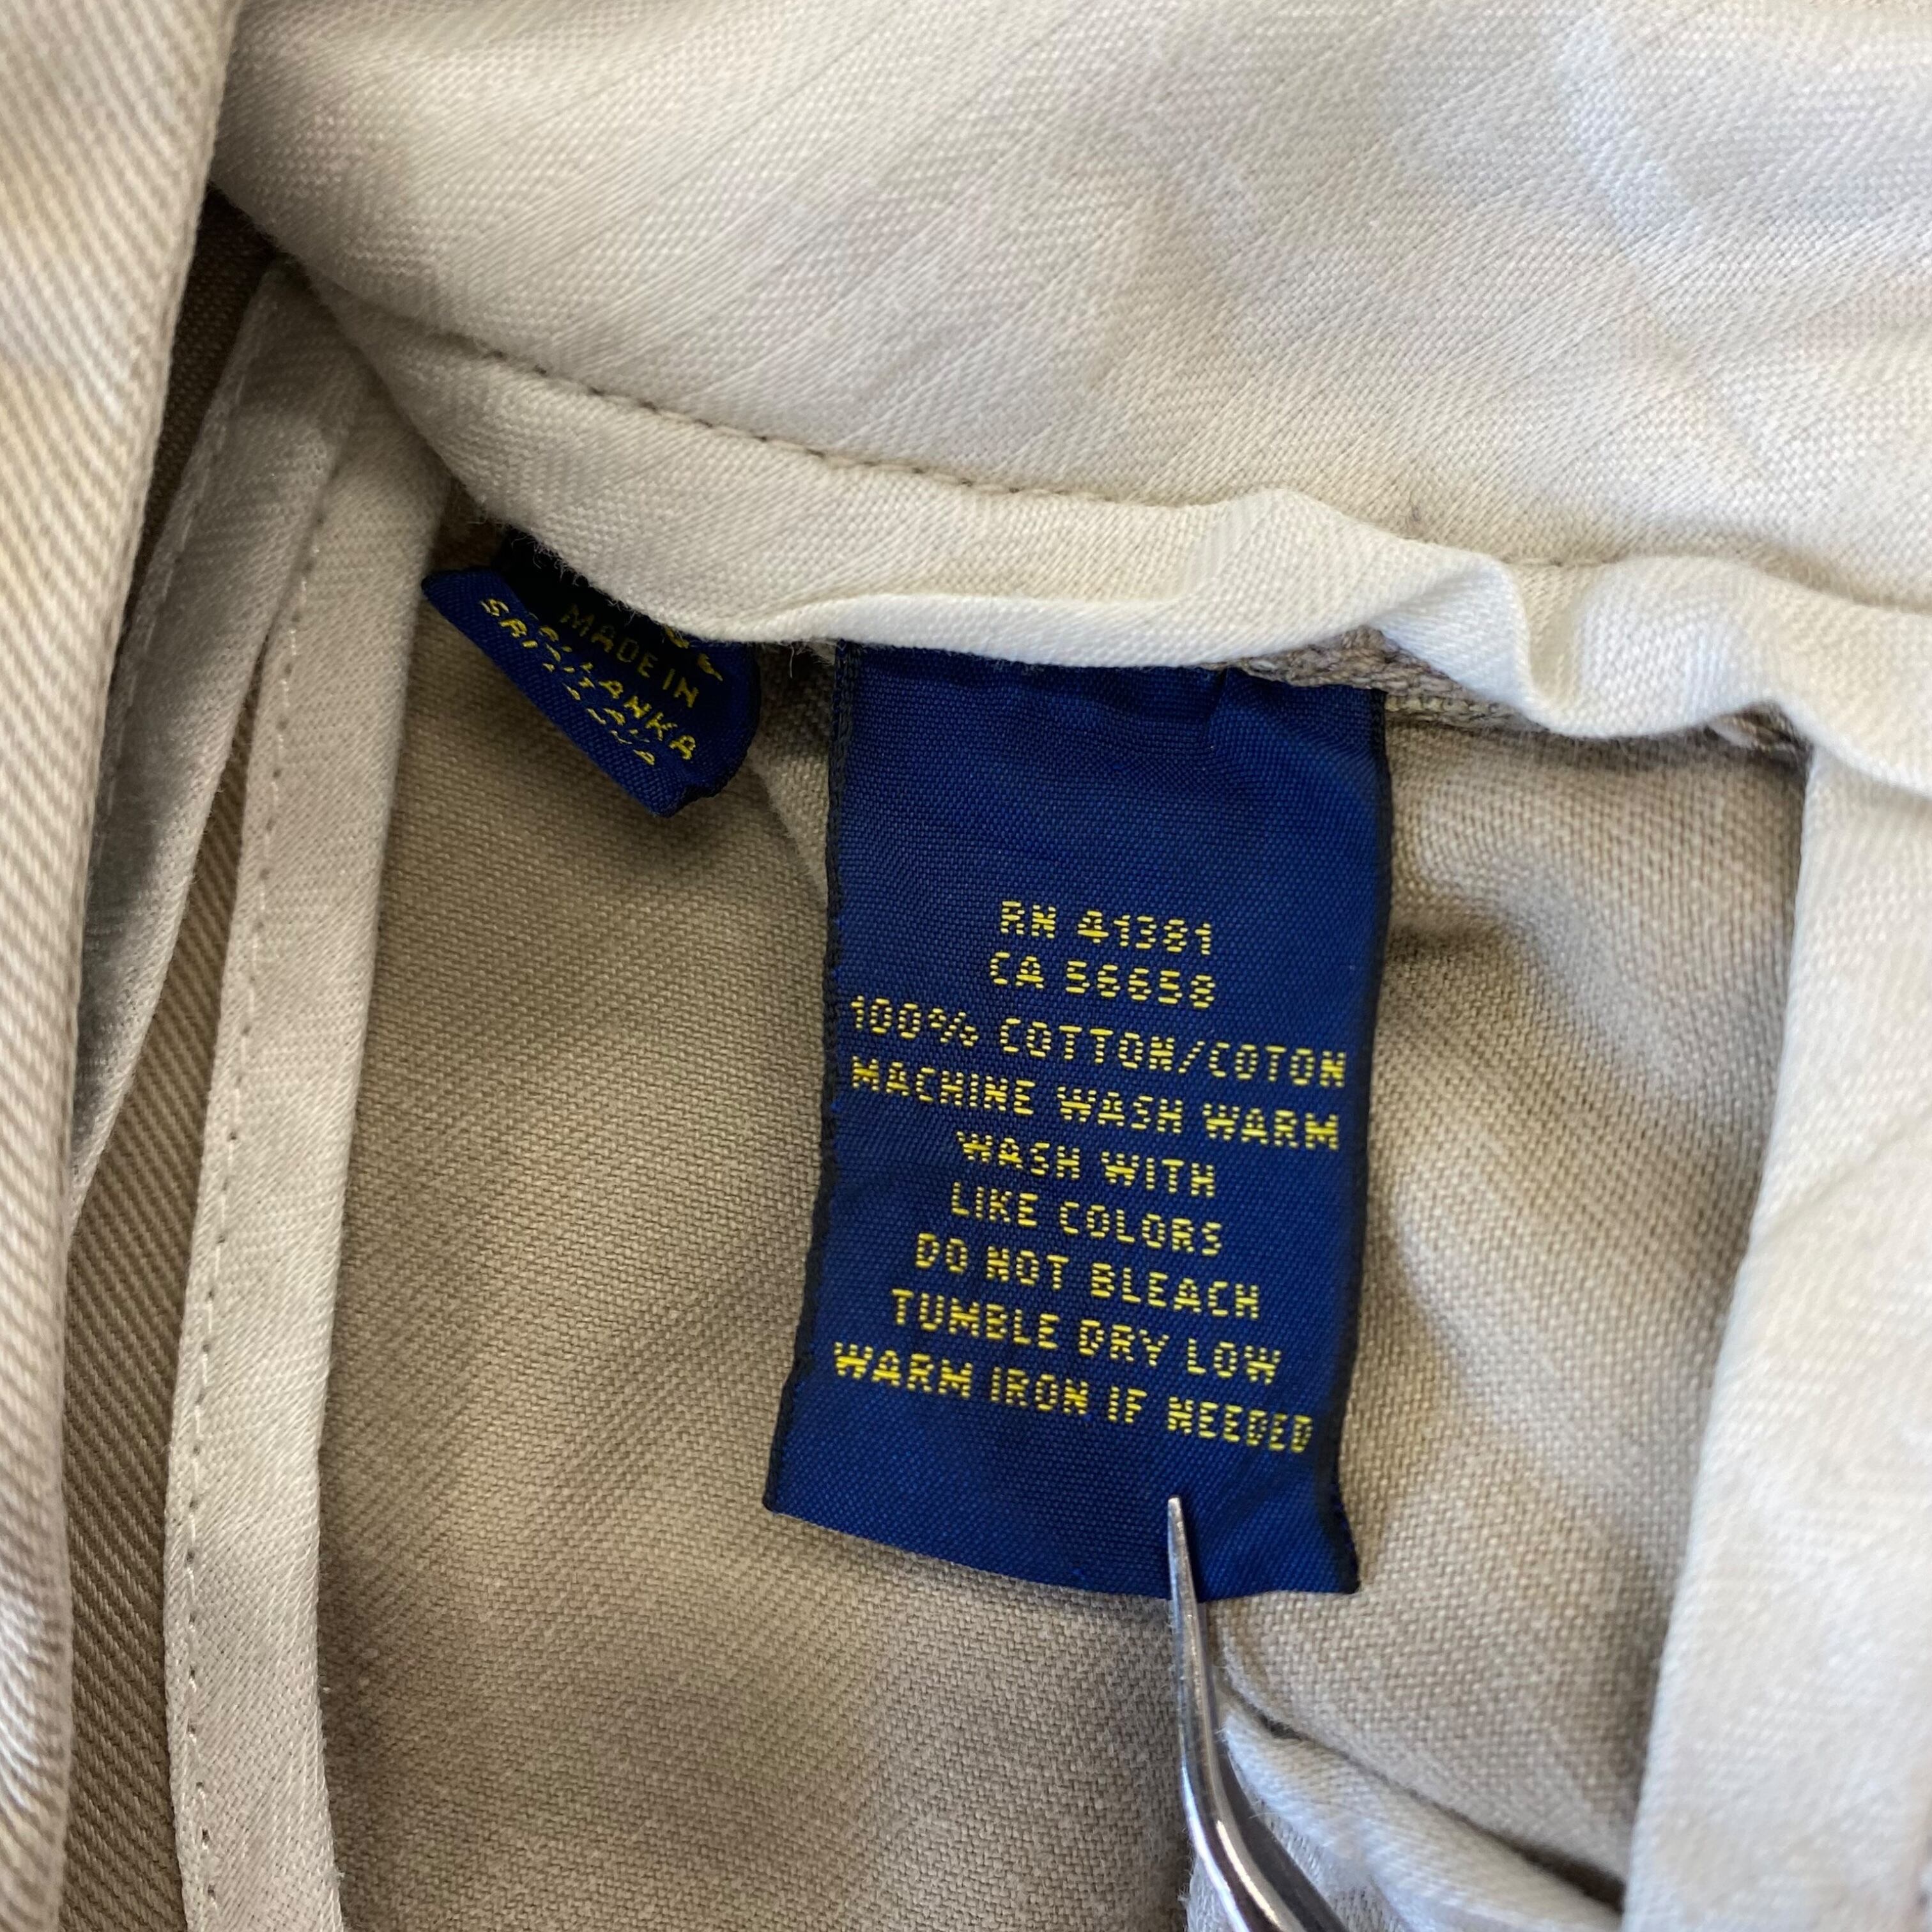 MADE IN
SRI LANKA
RN 41381
CA 56658
100% COTTON/COTON
MACHINE WASH WARM
WASH WITH
LIKE COLORS
DO NOT BLEACH
TUMBLE DRY LOW
WARM IRON IF NEEDED